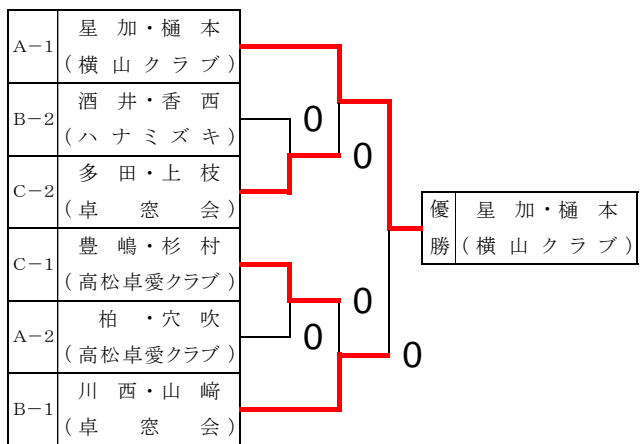 A-1
星加・樋本
(横山クラブ)
B-2
酒井・香西
(ハナミズキ)
0
C-2
多田・上枝
(卓窓会)
0
優勝
星加・樋本
(横山クラブ)
C-1
豊嶋・杉村
(高松卓愛クラブ)
0
A-2
柏・穴吹
(高松卓愛クラブ)
0
0
B-1
川西・山﨑
(卓窓会)